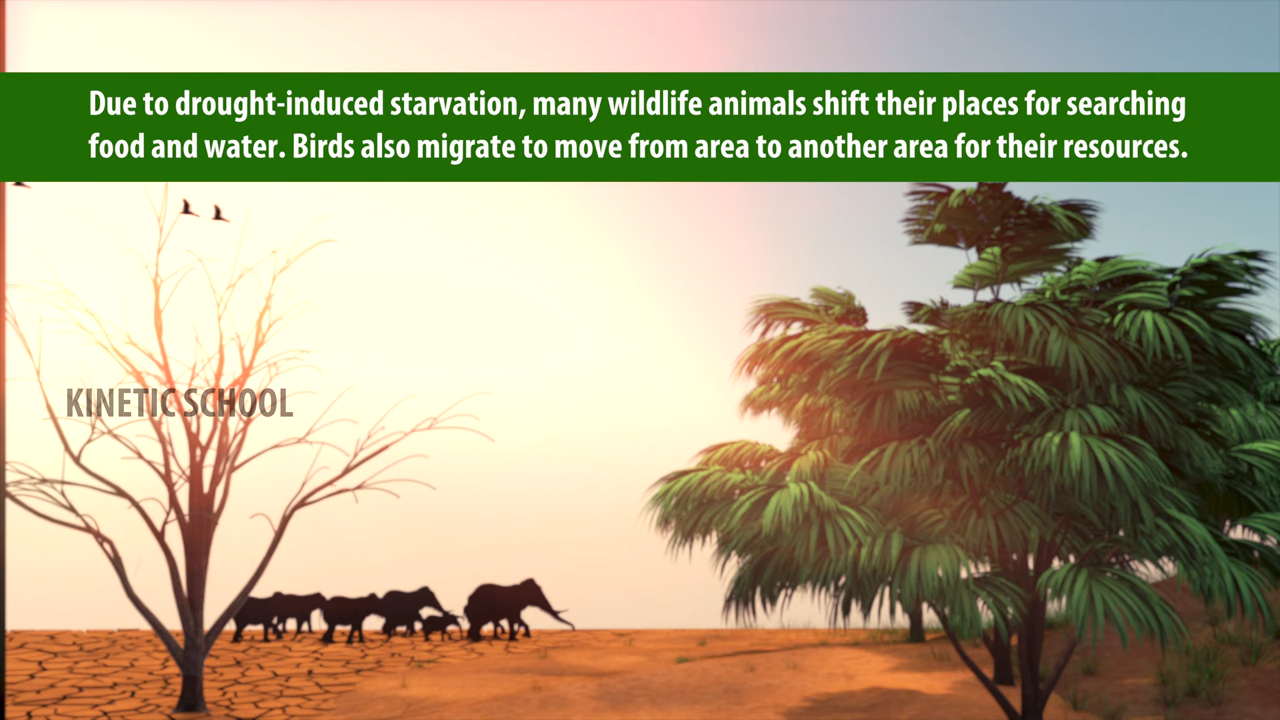 Due to drought-induced starvation, many wildlife animals shift their places for searching
food and water. Birds also migrate to move from area to another area for their resources.
KINETIC SCHOOL